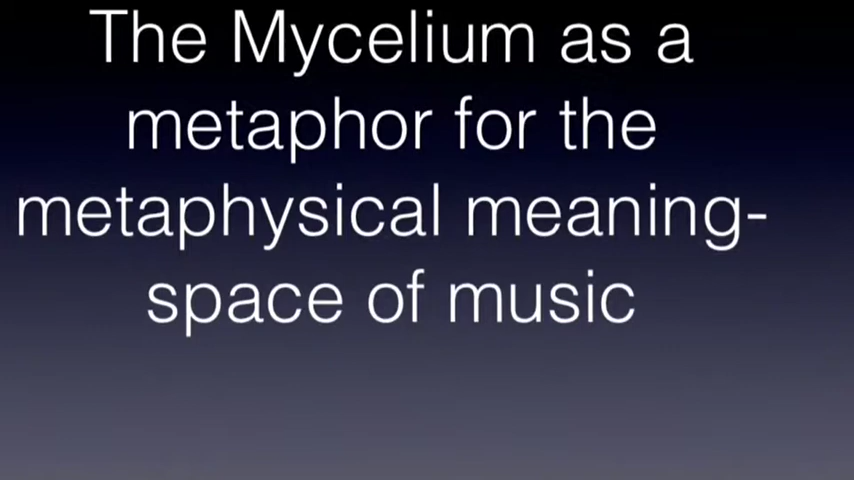 The Mycelium as a
metaphor for the
metaphysical meaning-
space of music